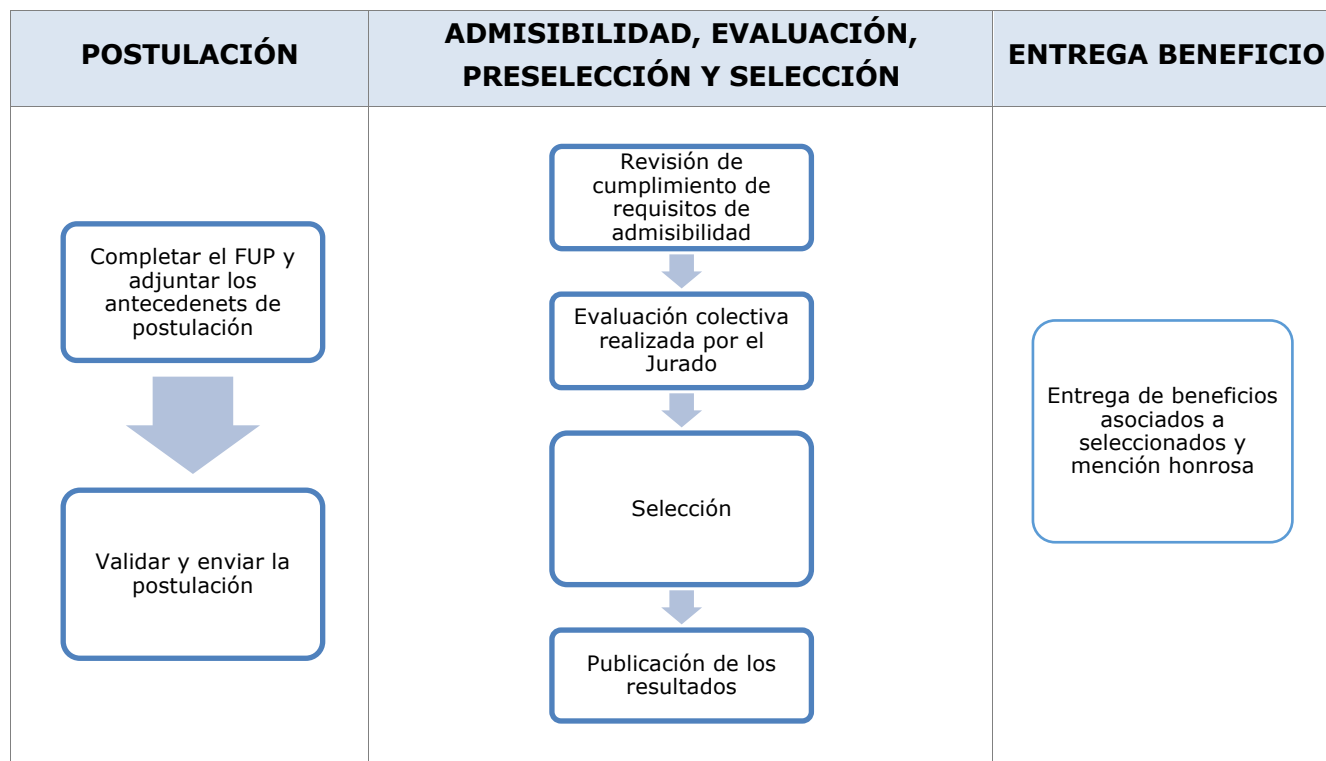 POSTULACIÓN
ADMISIBILIDAD, EVALUACIÓN,
PRESELECCIÓN Y SELECCIÓN
ENTREGA BENEFICIO
Completar el FUP y
adjuntar los
antecedenets de
postulación
Validar y enviar la
postulación
Revisión de
cumplimiento de
requisitos de
admisibilidad
Evaluación colectiva
realizada por el
Jurado
Selección
Publicación de los
resultados
Entrega de beneficios
asociados a
seleccionados y
mención honrosa